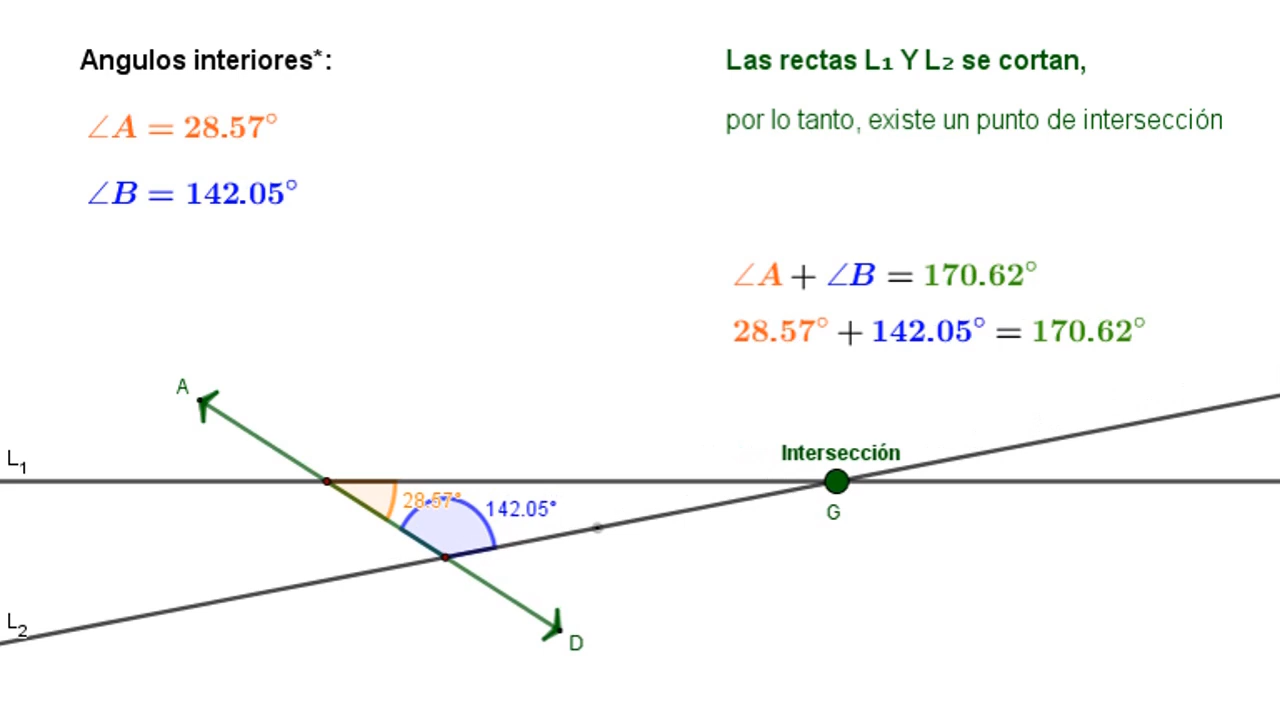 Angulos interiores*:
∠A = 28.57°
∠B = 142.05°
Las rectas L₁ Y L₂ se cortan,
por lo tanto, existe un punto de intersección
∠A + ∠B = 170.62°
28.57° + 142.05° = 170.62°
A
L₁
Intersección
28.57°
142.05°
G
L₂
D